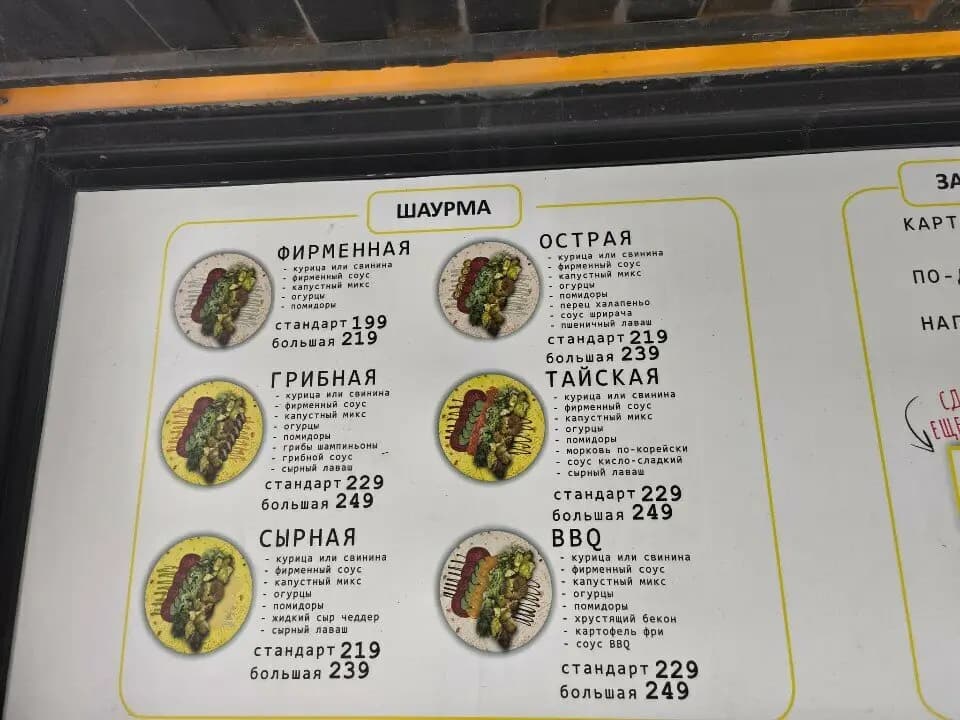 ШАУРМА
ФИРМЕННАЯ
- курица или свинина
- фирменный соус
- капустный микс
- огурцы
- помидоры
стандарт 199
большая 219
ОСТРАЯ
- курица или свинина
- фирменный соус
- капустный микс
- огурцы
- помидоры
- перец халапеньо
- соус шрирача
- пшеничный лаваш
стандарт 219
большая 239
ГРИБНАЯ
- курица или свинина
- фирменный соус
- капустный микс
- огурцы
- помидоры
- грибы шампиньоны
- грибной соус
- сырный лаваш
стандарт 229
большая 249
ТАЙСКАЯ
- курица или свинина
- фирменный соус
- капустный микс
- огурцы
- помидоры
- морковь по-корейски
- соус кисло-сладкий
- сырный лаваш
стандарт 229
большая 249
СЫРНАЯ
- курица или свинина
- фирменный соус
- капустный микс
- огурцы
- помидоры
- жидкий сыр чеддер
- сырный лаваш
стандарт 219
большая 239
BBQ
- курица или свинина
- фирменный соус
- капустный микс
- огурцы
- помидоры
- хрустящий бекон
- картофель фри
- соус BBQ
стандарт 229
большая 249
ЗА
КАРТ
ПО-
НАГ
СД
ЕЩЕ